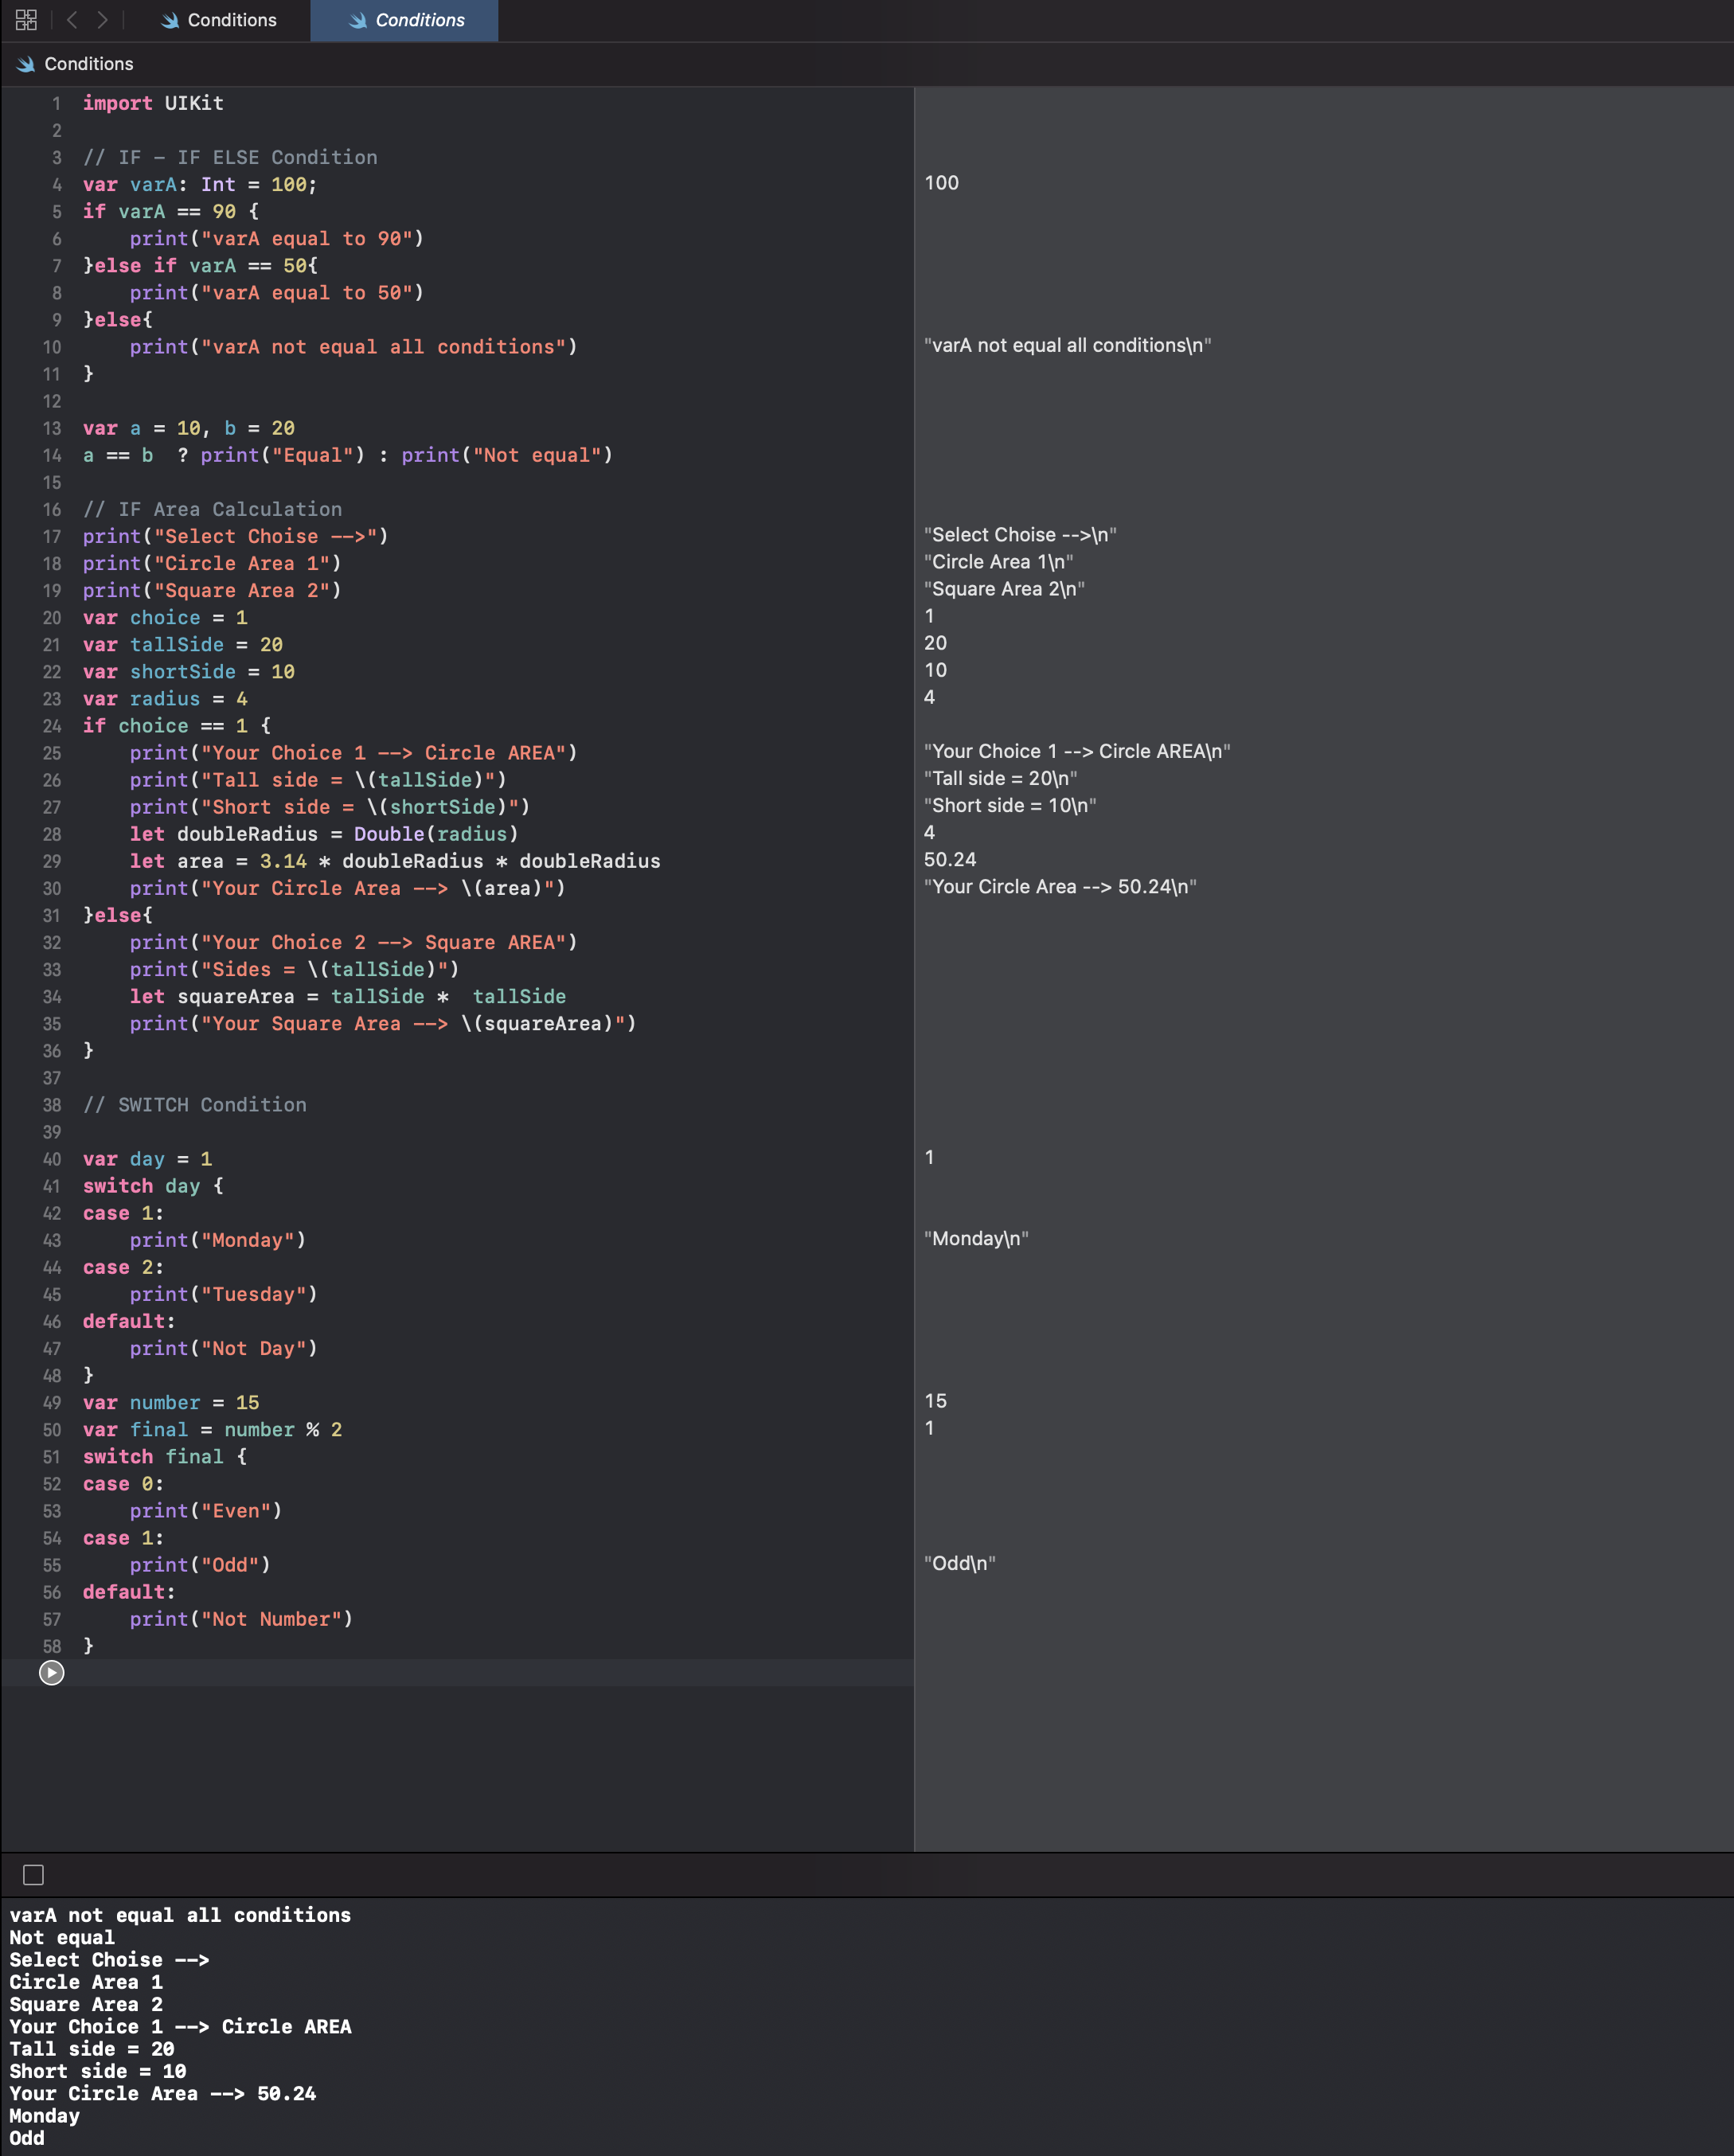 Conditions
Conditions
Conditions
1 import UIKit
2
3 // IF - IF ELSE Condition
4 var varA: Int = 100;
5 if varA == 90 {
6     print("varA equal to 90")
7 }else if varA == 50{
8     print("varA equal to 50")
9 }else{
10     print("varA not equal all conditions")
11 }
12
13 var a = 10, b = 20
14 a == b  ? print("Equal") : print("Not equal")
15
16 // IF Area Calculation
17 print("Select Choise -->")
18 print("Circle Area 1")
19 print("Square Area 2")
20 var choice = 1
21 var tallSide = 20
22 var shortSide = 10
23 var radius = 4
24 if choice == 1 {
25     print("Your Choice 1 --> Circle AREA")
26     print("Tall side = \(tallSide)")
27     print("Short side = \(shortSide)")
28     let doubleRadius = Double(radius)
29     let area = 3.14 * doubleRadius * doubleRadius
30     print("Your Circle Area --> \(area)")
31 }else{
32     print("Your Choice 2 --> Square AREA")
33     print("Sides = \(tallSide)")
34     let squareArea = tallSide *  tallSide
35     print("Your Square Area --> \(squareArea)")
36 }
37
38 // SWITCH Condition
39
40 var day = 1
41 switch day {
42 case 1:
43     print("Monday")
44 case 2:
45     print("Tuesday")
46 default:
47     print("Not Day")
48 }
49 var number = 15
50 var final = number % 2
51 switch final {
52 case 0:
53     print("Even")
54 case 1:
55     print("Odd")
56 default:
57     print("Not Number")
58 }
100
"varA not equal all conditions\n"
"Select Choise -->\n"
"Circle Area 1\n"
"Square Area 2\n"
1
20
10
4
"Your Choice 1 --> Circle AREA\n"
"Tall side = 20\n"
"Short side = 10\n"
4
50.24
"Your Circle Area --> 50.24\n"
1
"Monday\n"
15
1
"Odd\n"
varA not equal all conditions
Not equal
Select Choise -->
Circle Area 1
Square Area 2
Your Choice 1 --> Circle AREA
Tall side = 20
Short side = 10
Your Circle Area --> 50.24
Monday
Odd